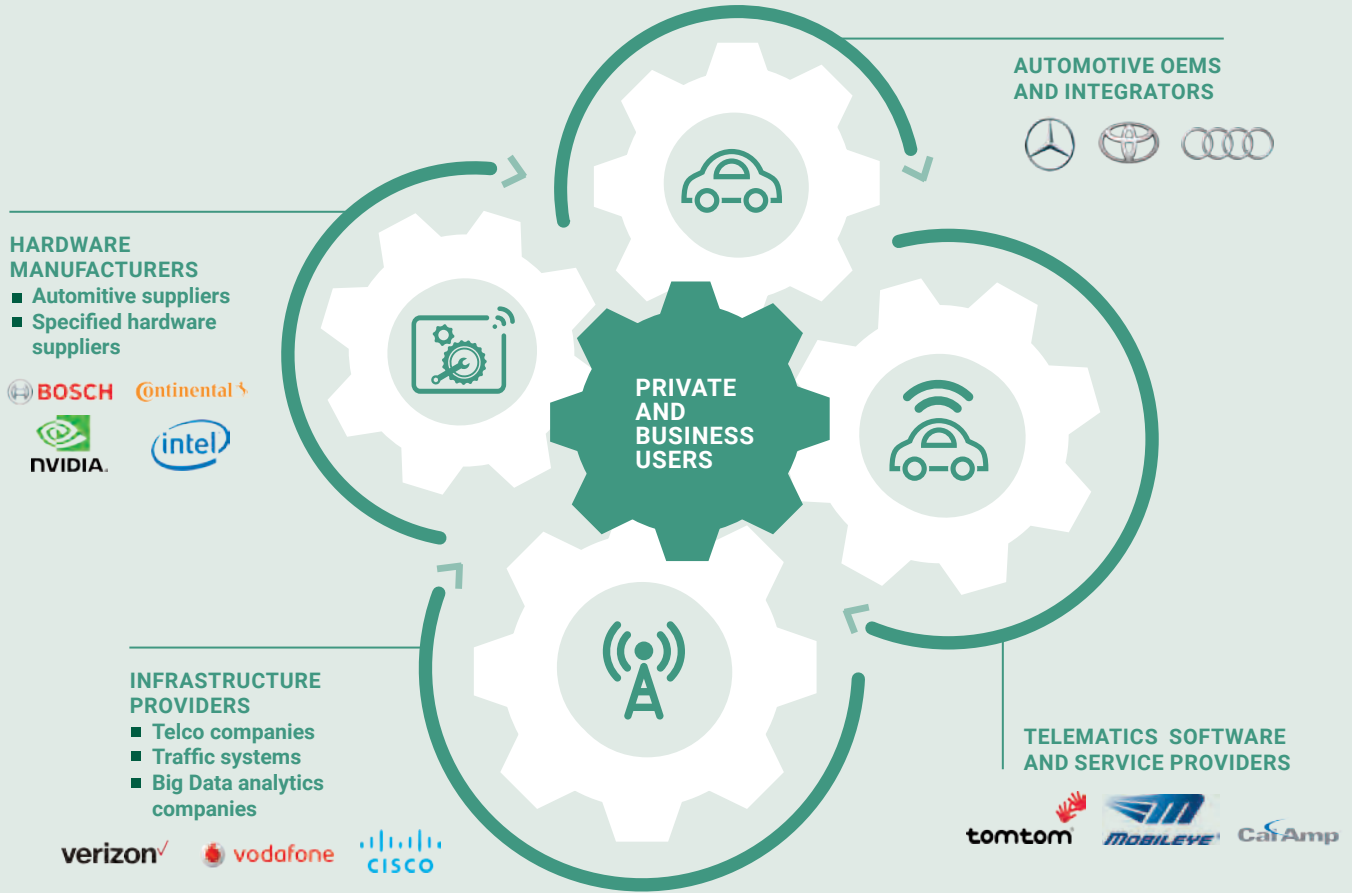 AUTOMOTIVE OEMS
AND INTEGRATORS
HARDWARE
MANUFACTURERS
Automitive suppliers
Specified hardware
suppliers
BOSCH
Continental
NVIDIA.
intel
PRIVATE
AND
BUSINESS
USERS
INFRASTRUCTURE
PROVIDERS
Telco companies
Traffic systems
Big Data analytics
companies
verizon
vodafone
CISCO
TELEMATICS SOFTWARE
AND SERVICE PROVIDERS
tomtom
MOBILEYE
CalAmp